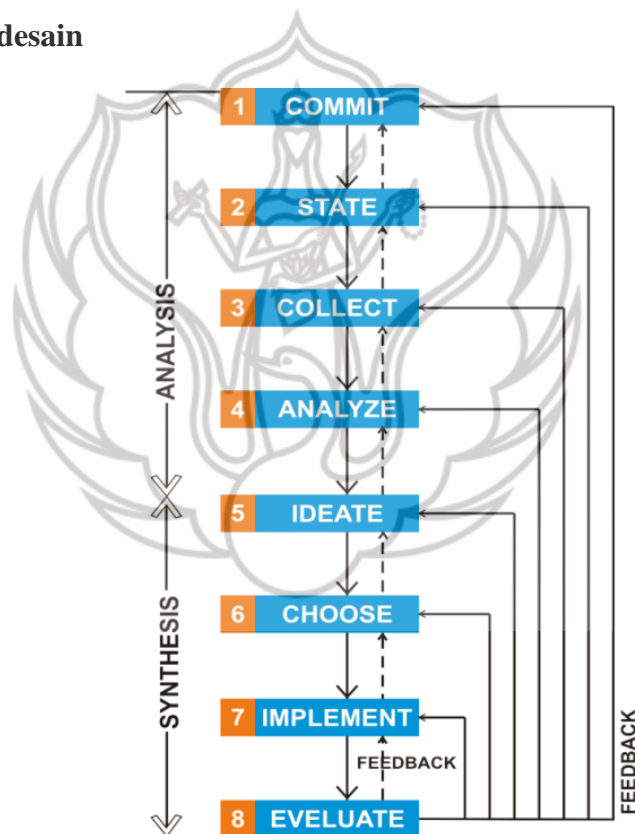 desain
1 COMMIT
2 STATE
3 COLLECT
4 ANALYZE
5 IDEATE
6 CHOOSE
7 IMPLEMENT
8 EVELUATE
ANALYSIS
SYNTHESIS
FEEDBACK
FEEDBACK